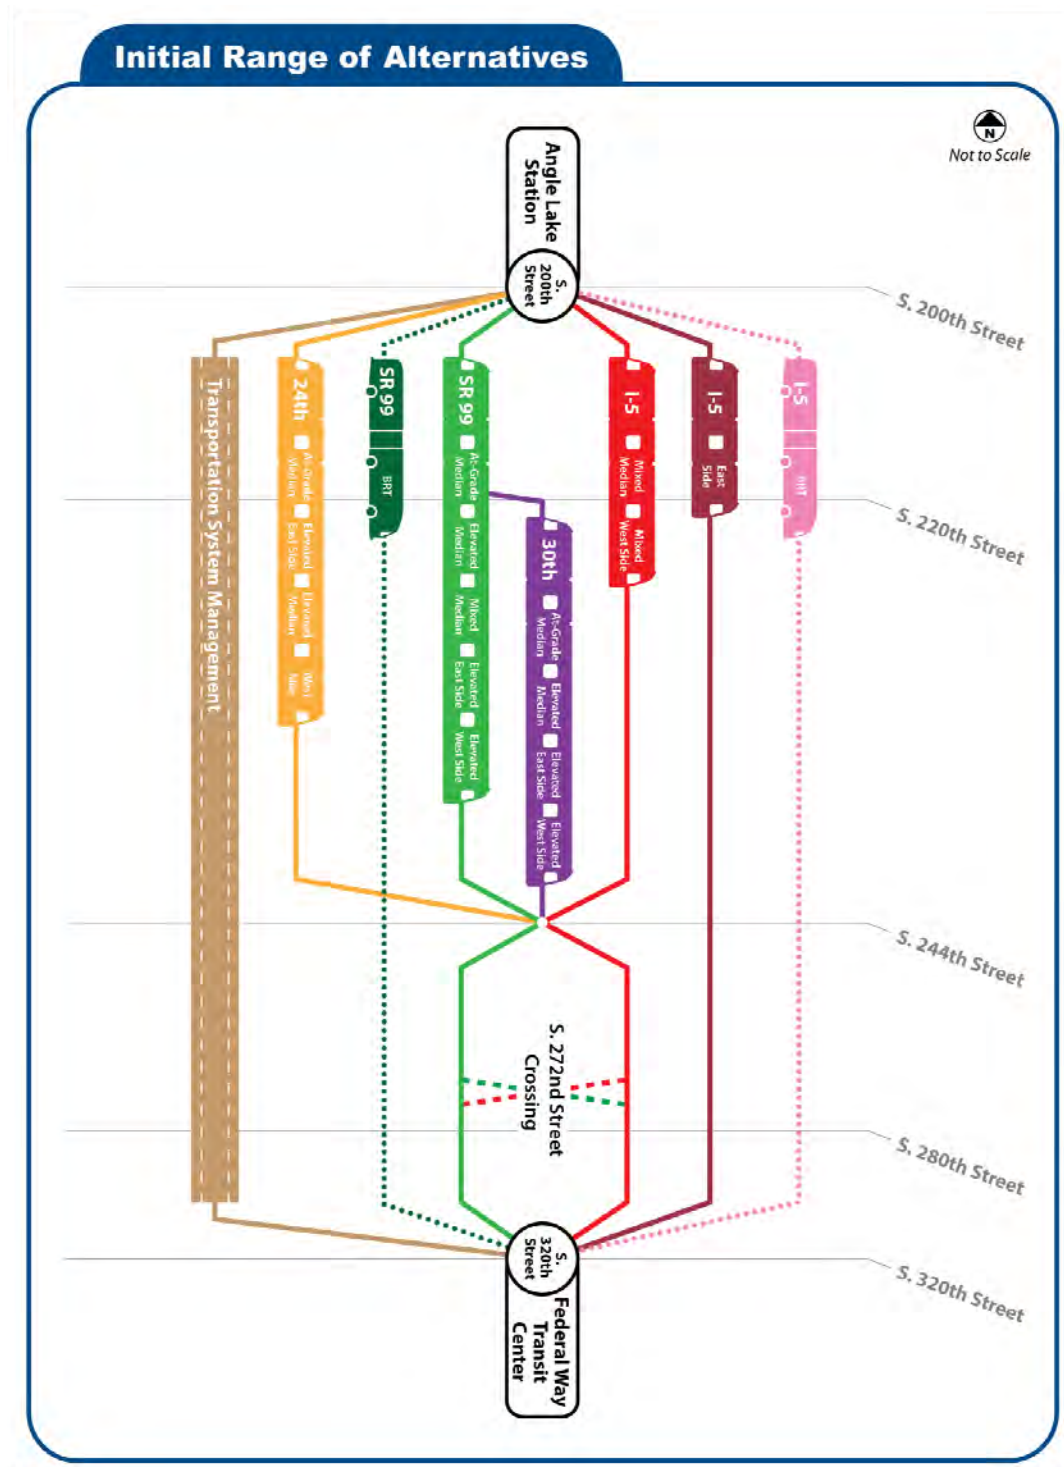 Initial Range of Alternatives
N
Not to Scale
Angle Lake
Station
S.
200th
Street
S. 200th Street
Transportation System Management
24th
At-Grade
Median
Elevated
East Side
Elevated
Median
West
Side
SR 99
BRT
SR 99
At-Grade
Median
Elevated
Median
Mixed
Median
Elevated
East Side
Elevated
West Side
30th
At-Grade
Median
Elevated
Median
Elevated
East Side
Elevated
West Side
I-5
Mixed
Median
Mixed
West Side
I-5
East
Side
I-5
BRT
S. 220th Street
S. 244th Street
S. 272nd Street
Crossing
S. 280th Street
S. 320th Street
S.
320th
Street
Federal Way
Transit
Center